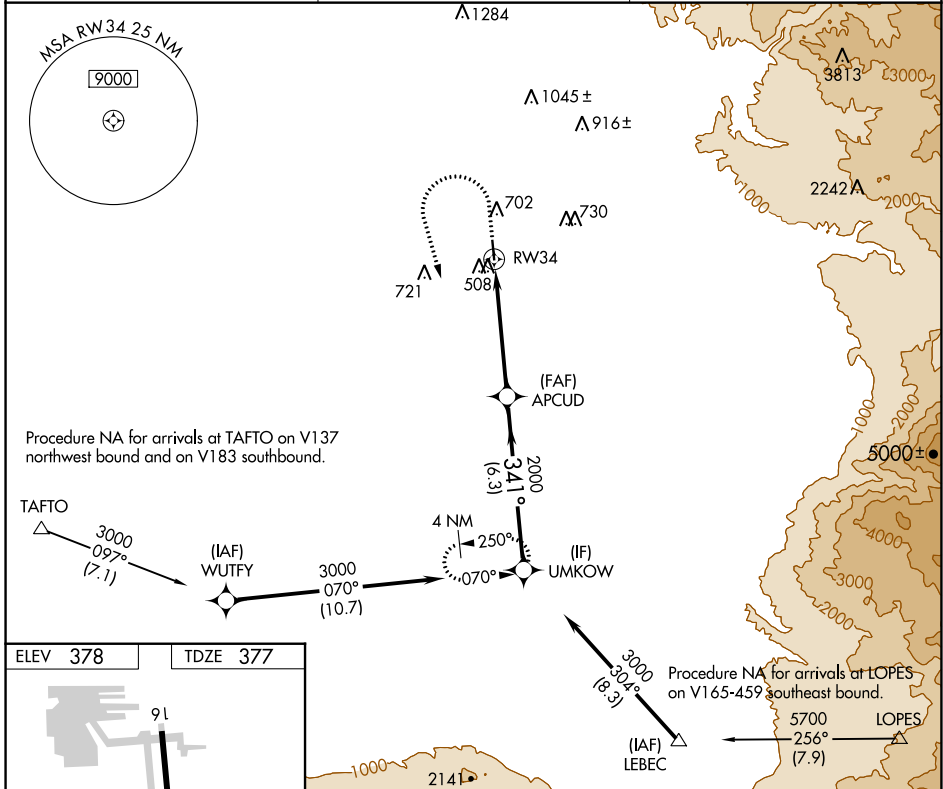 1284
MSA RW34 25 NM
9000
3813
3000
1045±
916±
1000
2242
2000
702
730
RW34
721
508
(FAF)
APCUD
1000
2000
Procedure NA for arrivals at TAFTO on V137
northwest bound and on V183 southbound.
5000±
2000
341°
(6.3)
TAFTO
3000
097°
(7.1)
4 NM
250°
4000
(IAF)
WUTFY
3000
070°
(10.7)
070°
(IF)
UMKOW
3000
2000
ELEV 378
TDZE 377
3000
304°
(8.3)
Procedure NA for arrivals at LOPES
on V165-459 southeast bound.
16
5700
256°
(7.9)
LOPES
(IAF)
LEBEC
1000
2141